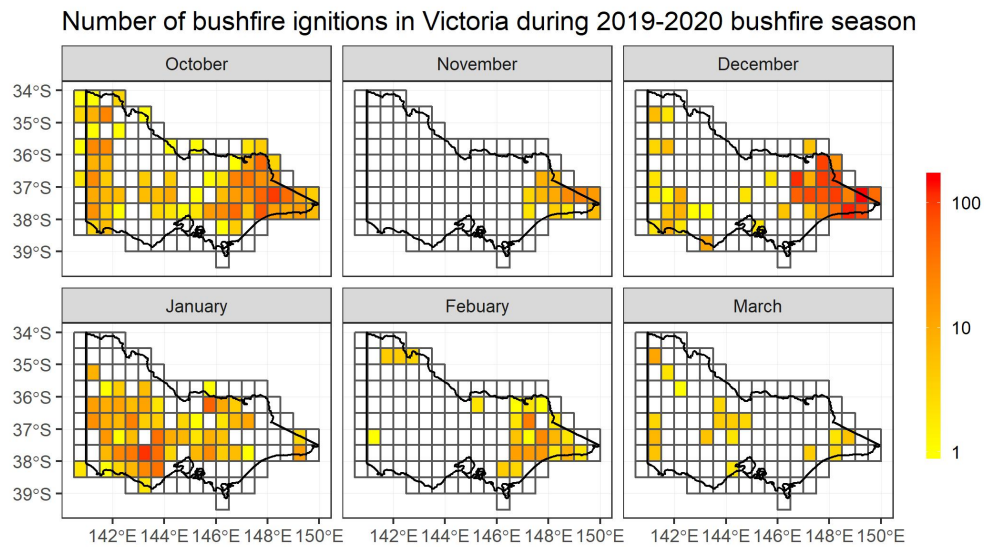 Number of bushfire ignitions in Victoria during 2019-2020 bushfire season
October November December
34°S
35°S
36°S
37°S
38°S
39°S
100
10
1
January Febuary March
34°S
35°S
36°S
37°S
38°S
39°S
142°E 144°E 146°E 148°E 150°E 142°E 144°E 146°E 148°E 150°E 142°E 144°E 146°E 148°E 150°E